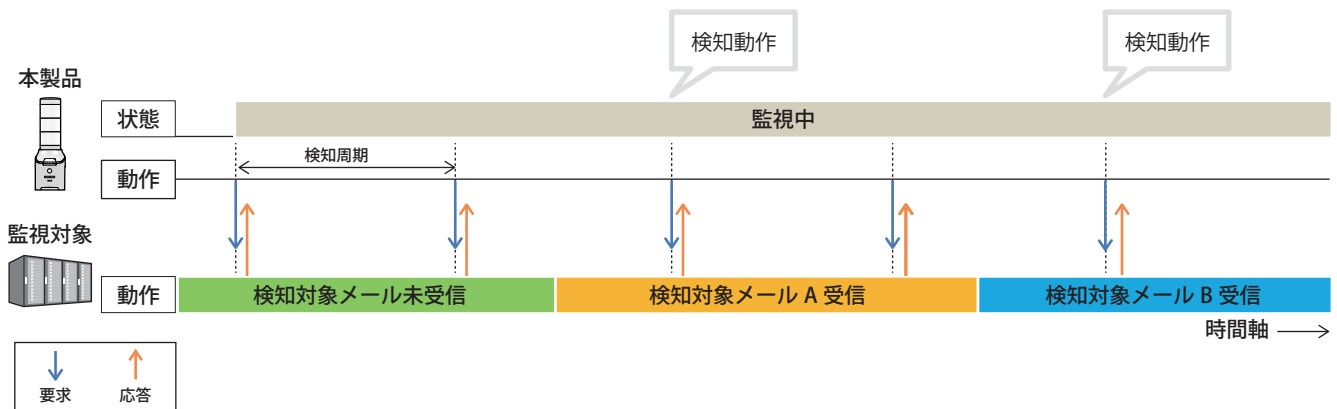 検知動作
検知動作
本製品
状態
監視中
検知周期
動作
監視対象
動作
検知対象メール未受信
検知対象メール A 受信
検知対象メール B 受信
時間軸
要求
応答